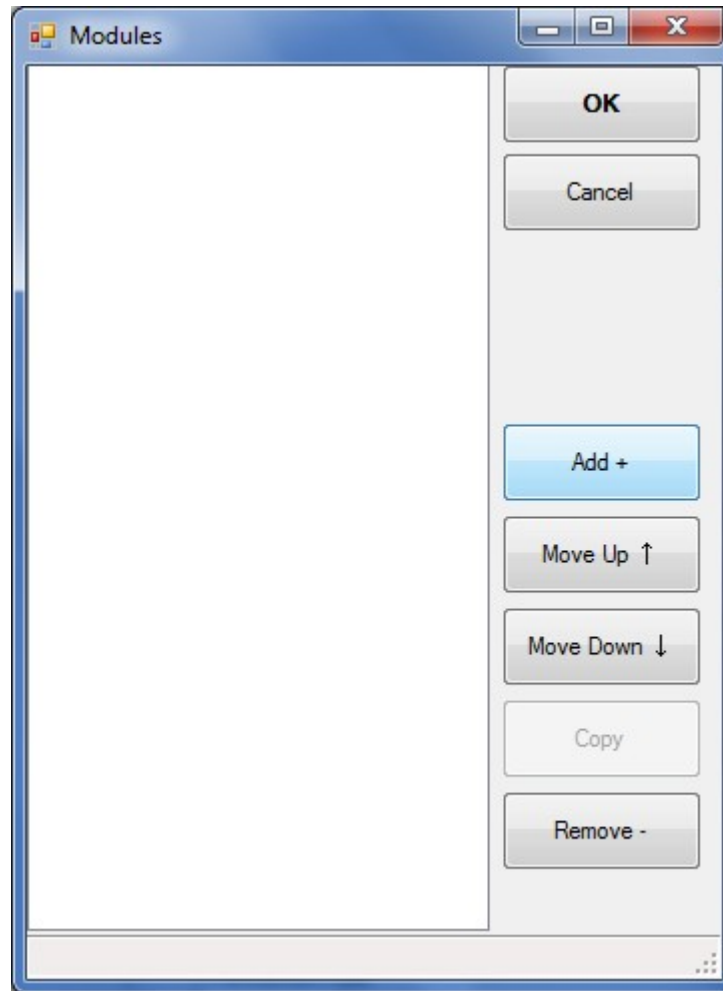 Modules
OK
Cancel
Add +
Move Up ↑
Move Down ↓
Copy
Remove -